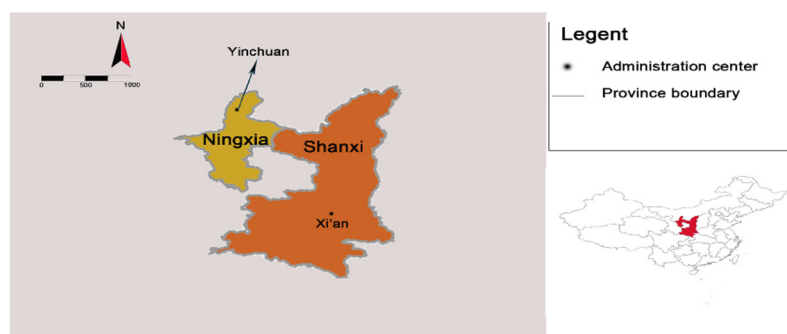 N
0
500
1000
Yinchuan
Ningxia
Shanxi
Xi'an
Legent
Administration center
Province boundary